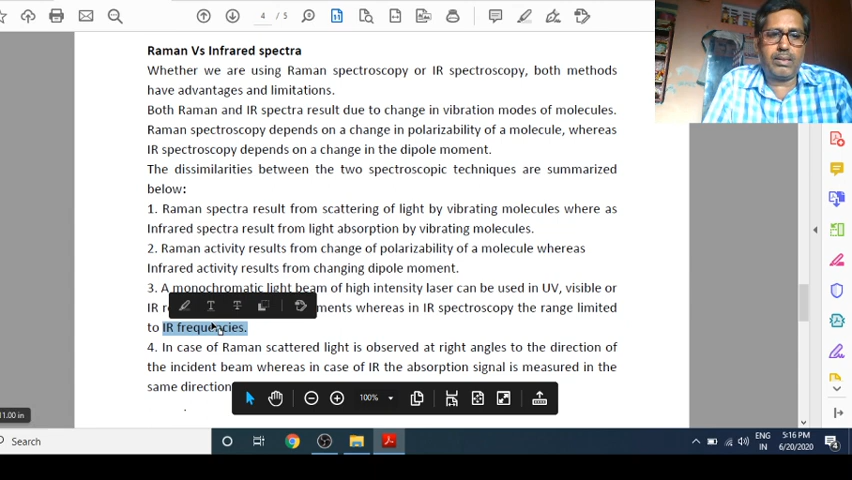 4 / 5
Raman Vs Infrared spectra
Whether we are using Raman spectroscopy or IR spectroscopy, both methods
have advantages and limitations.
Both Raman and IR spectra result due to change in vibration modes of molecules.
Raman spectroscopy depends on a change in polarizability of a molecule, whereas
IR spectroscopy depends on a change in the dipole moment.
The dissimilarities between the two spectroscopic techniques are summarized
below:
1. Raman spectra result from scattering of light by vibrating molecules where as
Infrared spectra result from light absorption by vibrating molecules.
2. Raman activity results from change of polarizability of a molecule whereas
Infrared activity results from changing dipole moment.
3. A monochromatic light beam of high intensity laser can be used in UV, visible or
IR ments whereas in IR spectroscopy the range limited
to IR frequencies.
4. In case of Raman scattered light is observed at right angles to the direction of
the incident beam whereas in case of IR the absorption signal is measured in the
same direction
100%
11.00 in
Search
ENG
IN
5:16 PM
6/20/2020
4